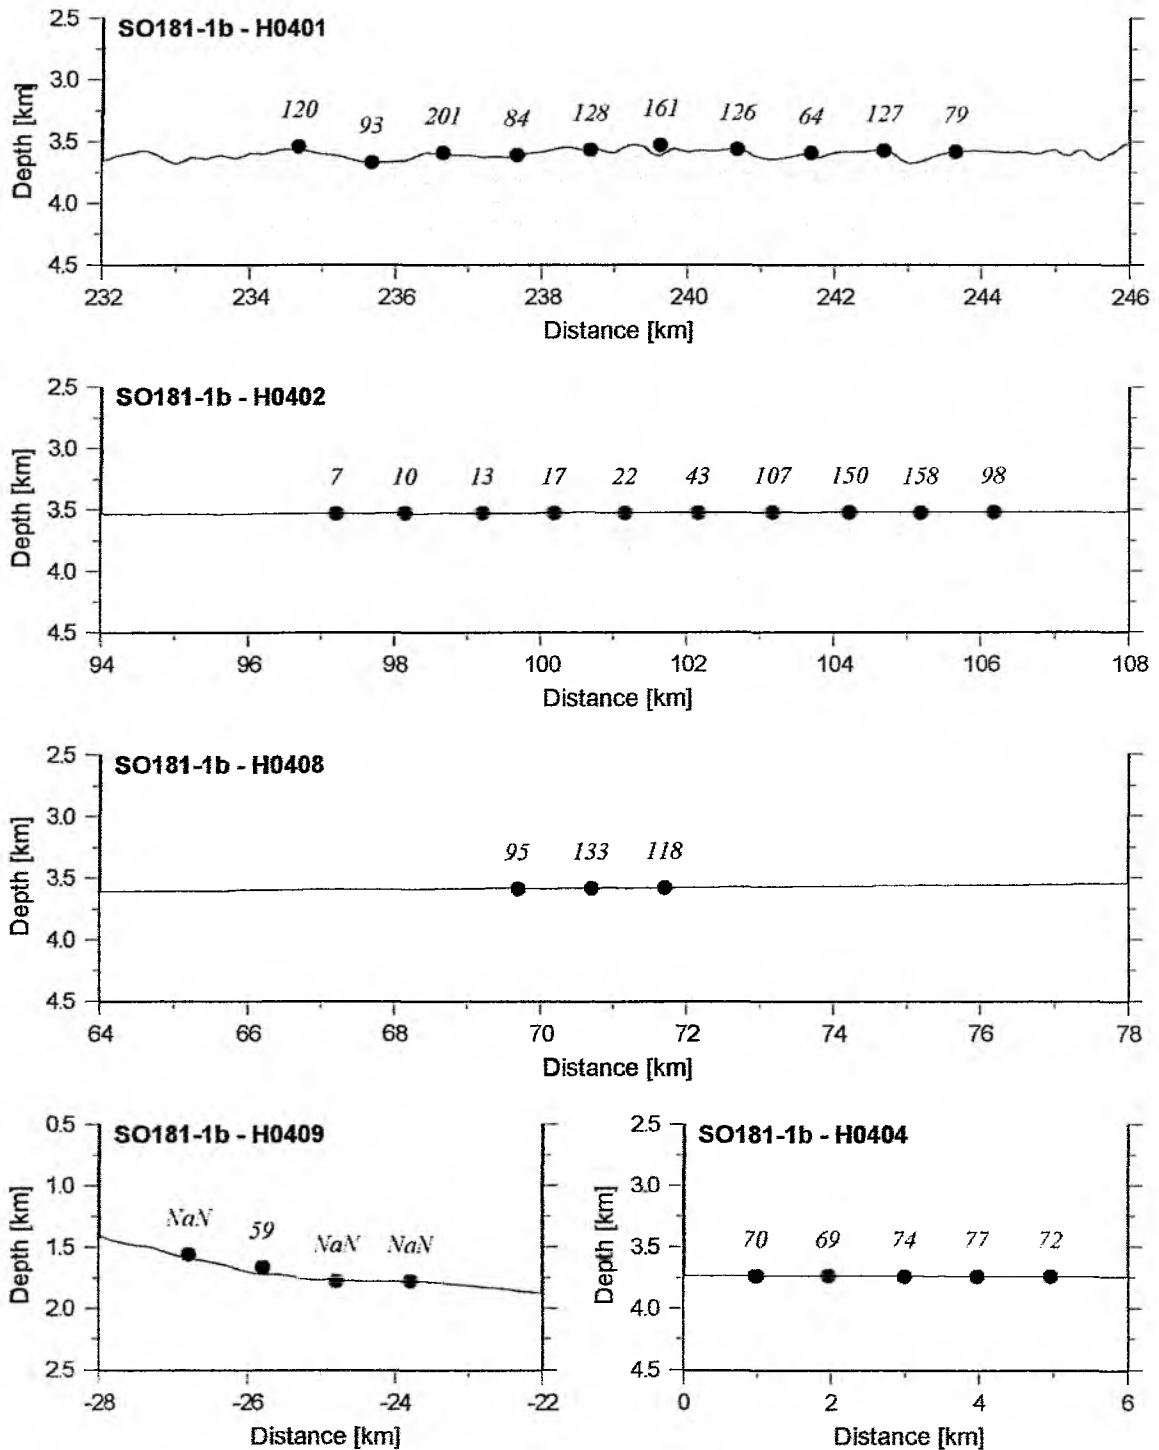 SO181-1b - H0401
Depth [km]
2.5
3.0
3.5
4.0
4.5
120 93 201 84 128 161 126 64 127 79
232 234 236 238 240 242 244 246
Distance [km]
SO181-1b - H0402
Depth [km]
2.5
3.0
3.5
4.0
4.5
7 10 13 17 22 43 107 150 158 98
94 96 98 100 102 104 106 108
Distance [km]
SO181-1b - H0408
Depth [km]
2.5
3.0
3.5
4.0
4.5
95 133 118
64 66 68 70 72 74 76 78
Distance [km]
SO181-1b - H0409
Depth [km]
0.5
1.0
1.5
2.0
2.5
NaN 59 NaN NaN
-28 -26 -24 -22
Distance [km]
SO181-1b - H0404
Depth [km]
2.5
3.0
3.5
4.0
4.5
70 69 74 77 72
0 2 4 6
Distance [km]